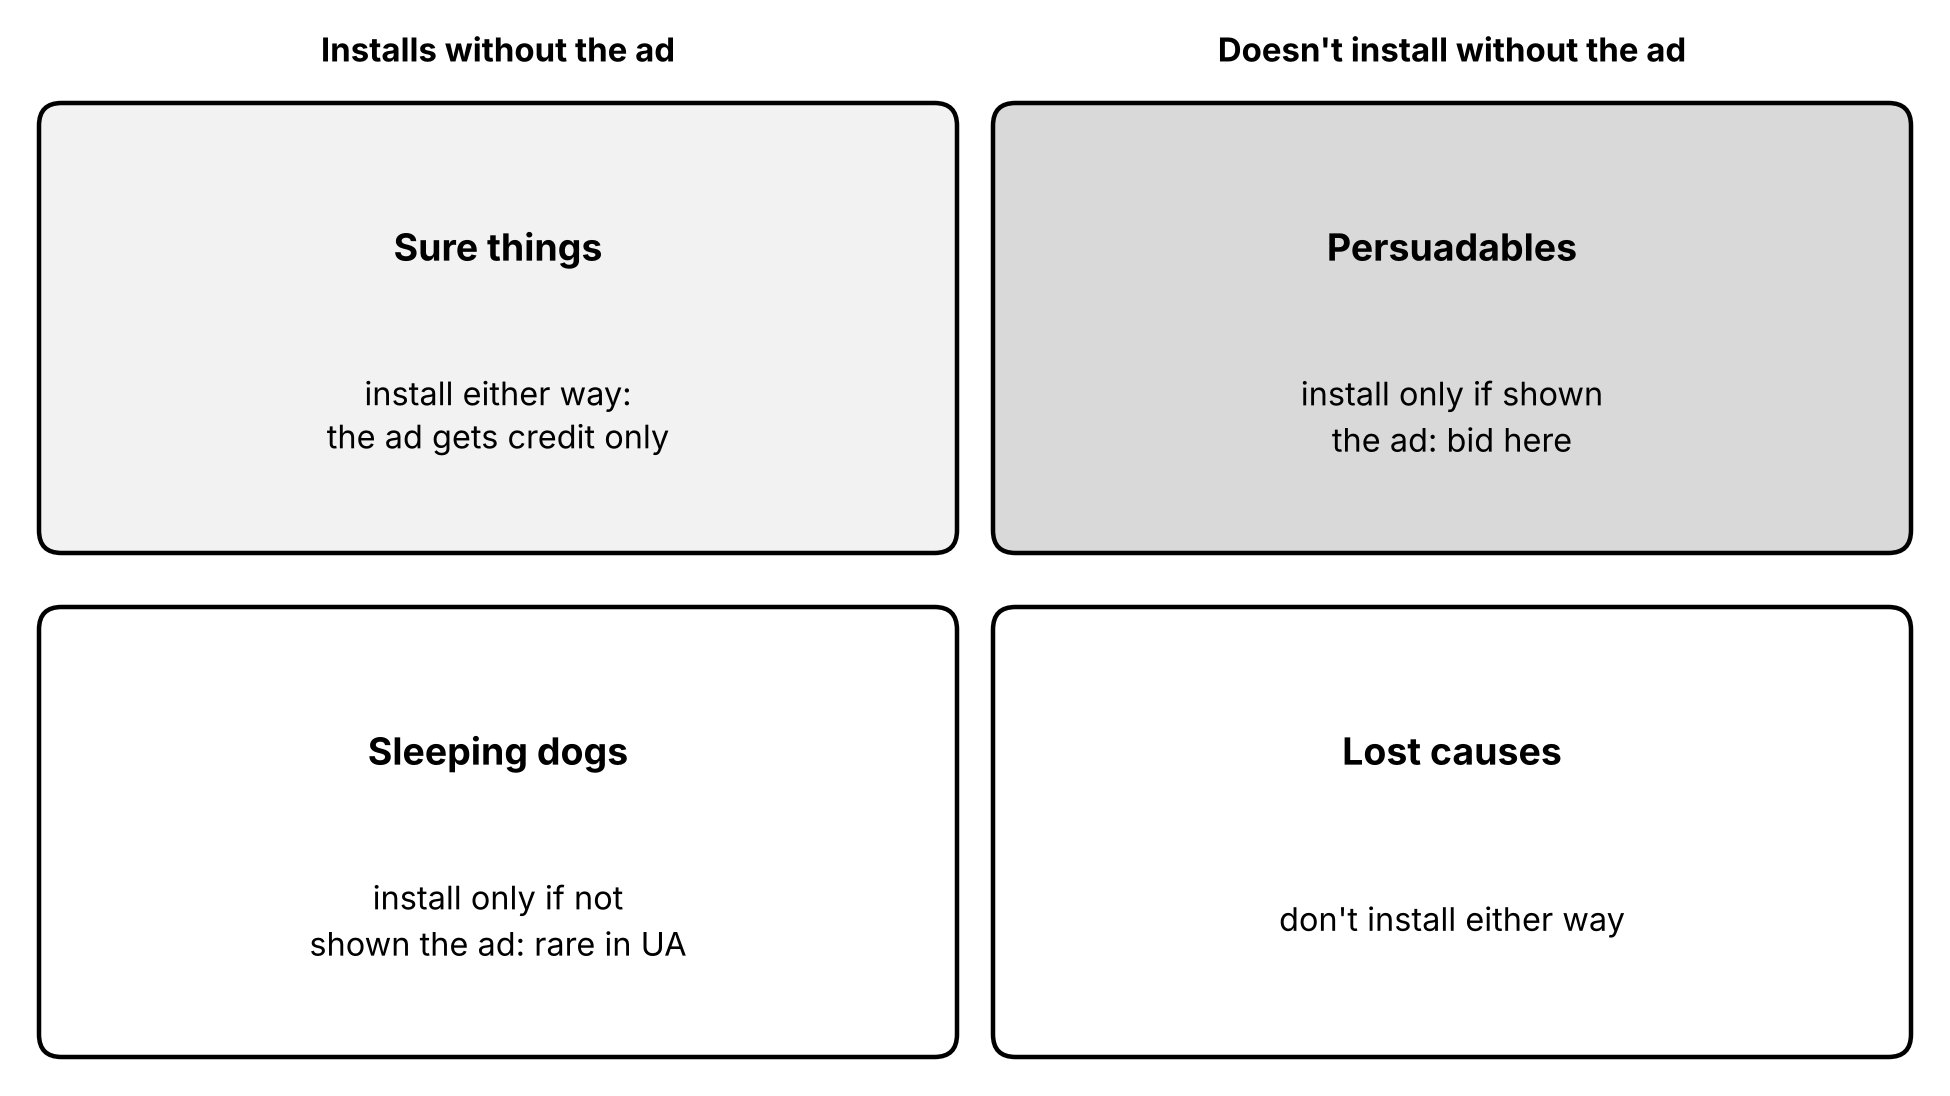 Installs without the ad
Doesn't install without the ad
Sure things
install either way:
the ad gets credit only
Persuadables
install only if shown
the ad: bid here
Sleeping dogs
install only if not
shown the ad: rare in UA
Lost causes
don't install either way